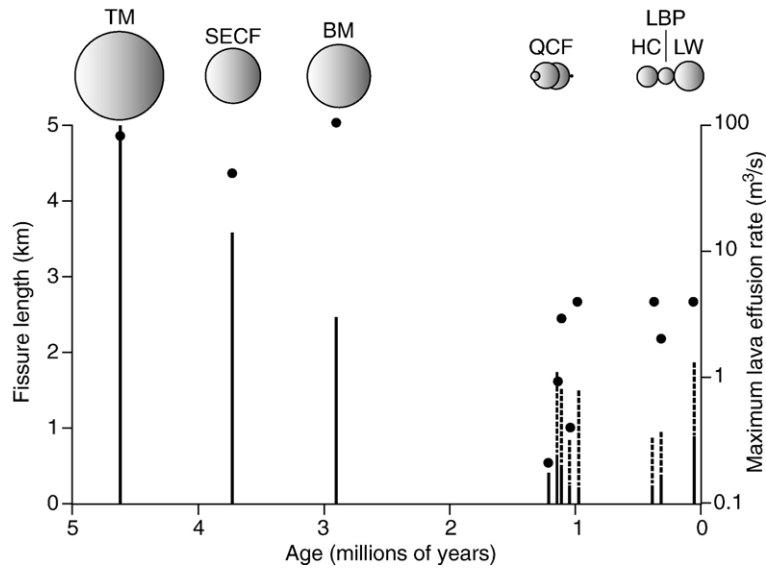 TM
SECF
BM
QCF
LBP
HC
LW
5
4
3
2
1
0
Fissure length (km)
100
10
1
0.1
Maximum lava effusion rate (m³/s)
5
4
3
2
1
0
Age (millions of years)